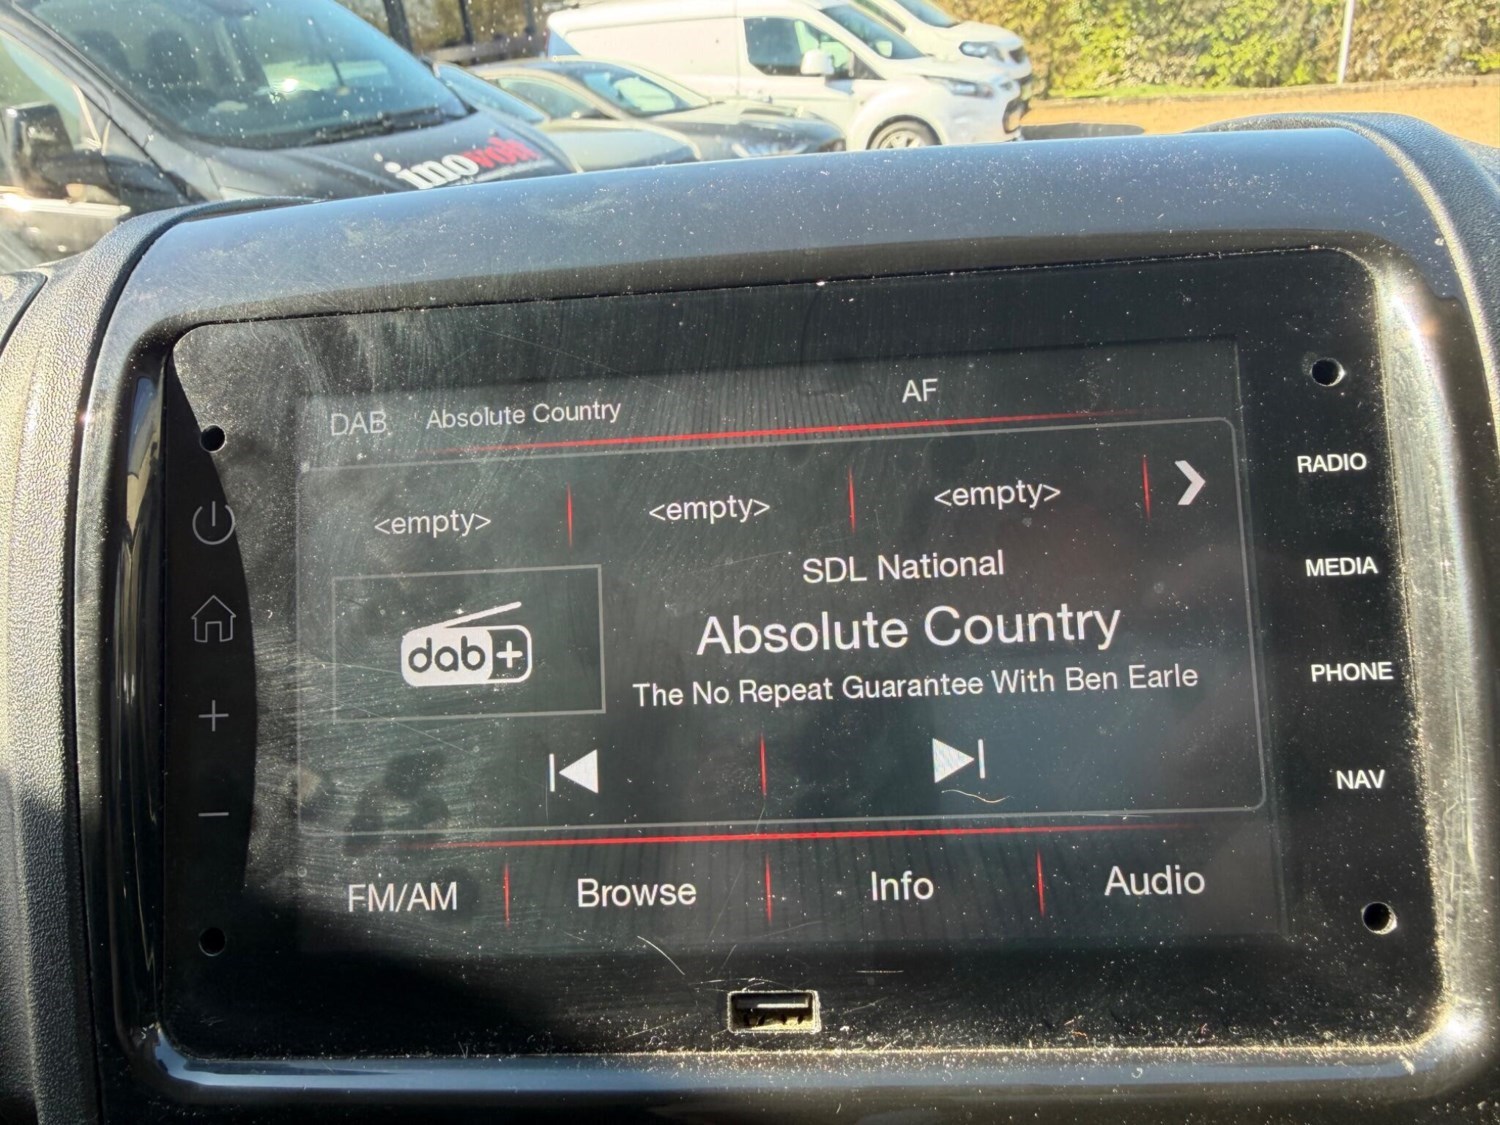 inovolt
DAB Absolute Country AF
<empty> <empty> <empty>
SDL National
Absolute Country
The No Repeat Guarantee With Ben Earle
dab+
FM/AM Browse Info Audio
RADIO
MEDIA
PHONE
NAV